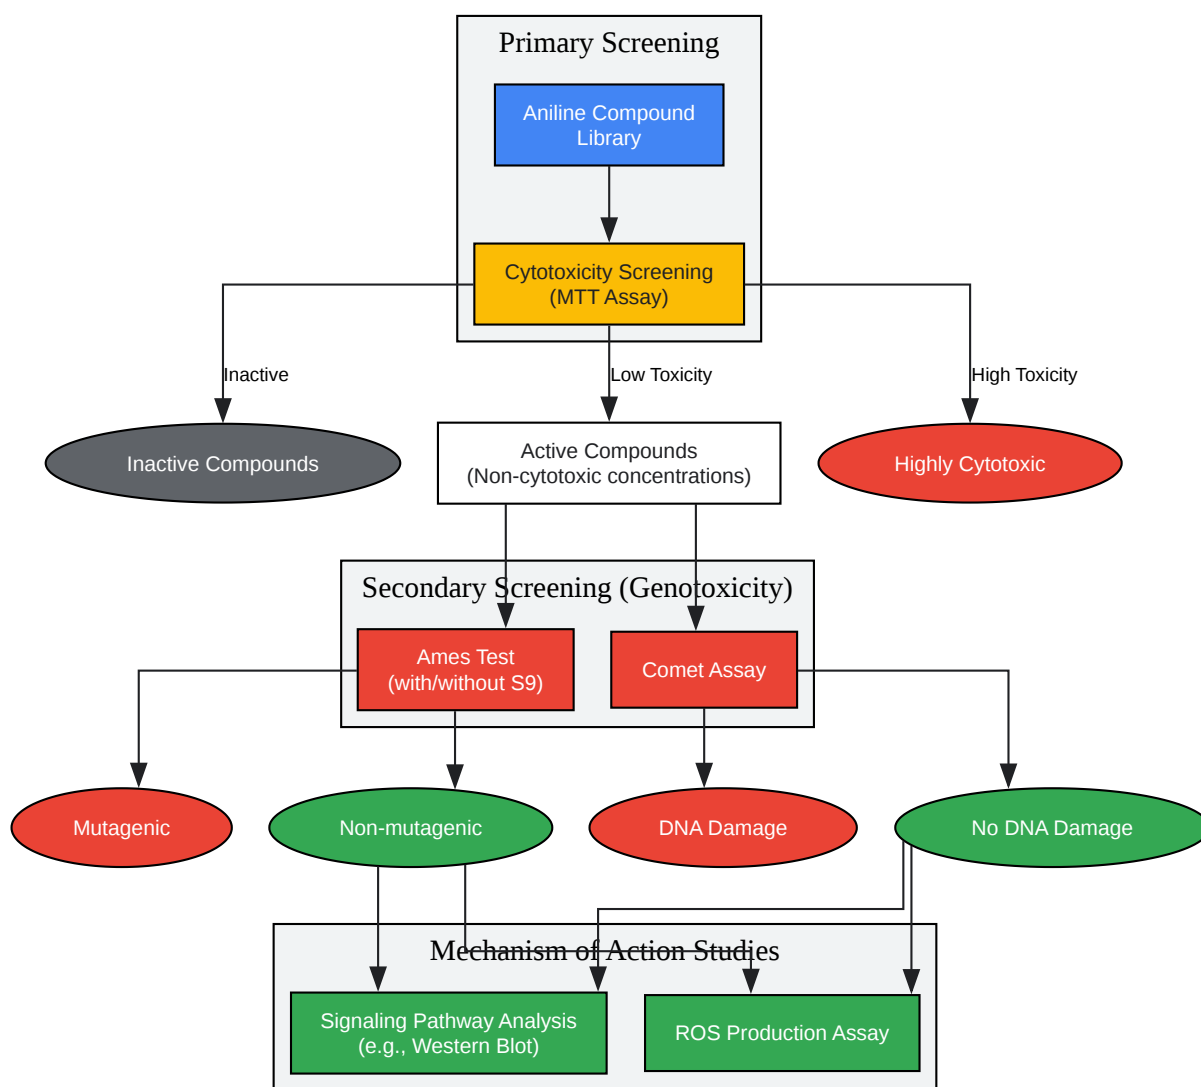 Primary Screening
Aniline Compound
Library
Cytotoxicity Screening
(MTT Assay)
Inactive
Low Toxicity
High Toxicity
Inactive Compounds
Active Compounds
(Non-cytotoxic concentrations)
Highly Cytotoxic
Secondary Screening (Genotoxicity)
Ames Test
(with/without S9)
Comet Assay
Mutagenic
Non-mutagenic
DNA Damage
No DNA Damage
Mechanism of Action Studies
Signaling Pathway Analysis
(e.g., Western Blot)
ROS Production Assay